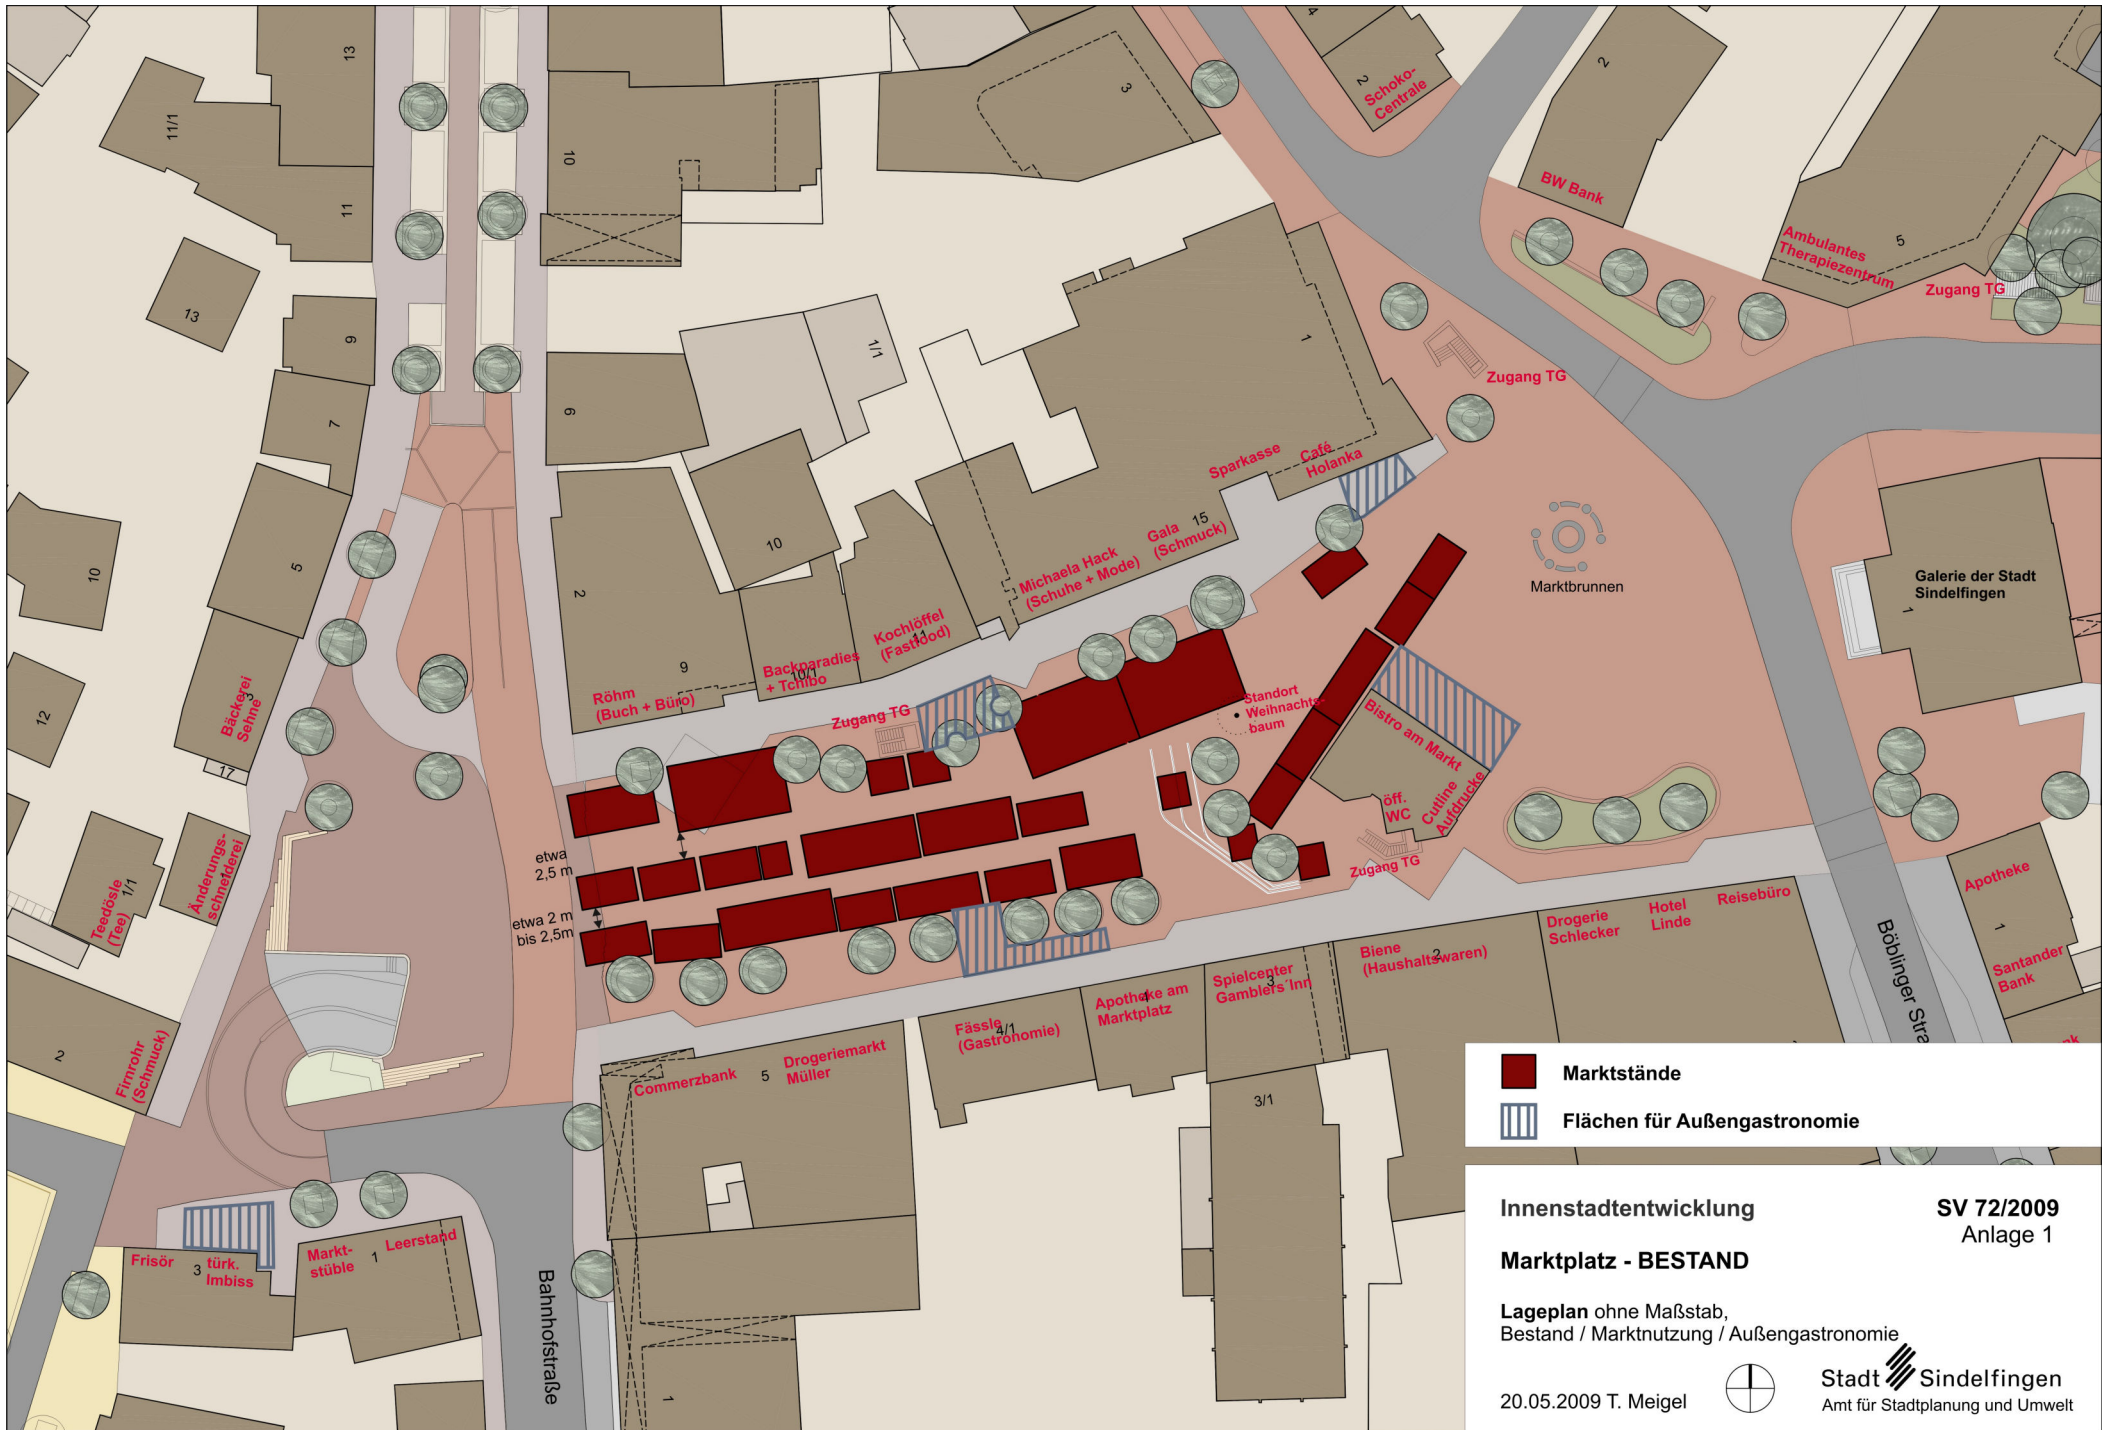 13
11/1
11
13
9
7
5
10
12
3
Bäckerei
Sehne
17
1/1
Teedösle
(Tee)
Änderungs-
schneiderei
2
Firnrohr
(Schmuck)
10
3
4
2
Schoko-
Centrale
2
BW Bank
5
Ambulantes
Therapiezentrum
Zugang TG
6
1/1
1
Zugang TG
Sparkasse
Café
Holanka
2
10
15
Gala
(Schmuck)
Michaela Hack
(Schuhe + Mode)
Kochlöffel
(Fastfood)
11
Backparadies
+ Tchibo
10/1
9
Röhm
(Buch + Büro)
Zugang TG
Marktbrunnen
Galerie der Stadt
Sindelfingen
1
Standort
Weihnachts-
baum
Bistro am Markt
öff.
WC
Cutline
Aufdrucke
Zugang TG
etwa
2,5 m
etwa 2 m
bis 2,5m
Commerzbank
5
Drogeriemarkt
Müller
Fässle
(Gastronomie)
4/1
Apotheke am
Marktplatz
4
Spielcenter
Gamblers´Inn
3
Biene
(Haushaltswaren)
2
Drogerie
Schlecker
Hotel
Linde
Reisebüro
Böblinger Stra
Apotheke
1
Santander
Bank
nk
3/1
Frisör
3
türk.
Imbiss
Markt-
stüble
1
Leerstand
Bahnhofstraße
1
Marktstände
Flächen für Außengastronomie
Innenstadtentwicklung
SV 72/2009
Anlage 1
Marktplatz - BESTAND
Lageplan ohne Maßstab,
Bestand / Marktnutzung / Außengastronomie
20.05.2009 T. Meigel
Stadt Sindelfingen
Amt für Stadtplanung und Umwelt